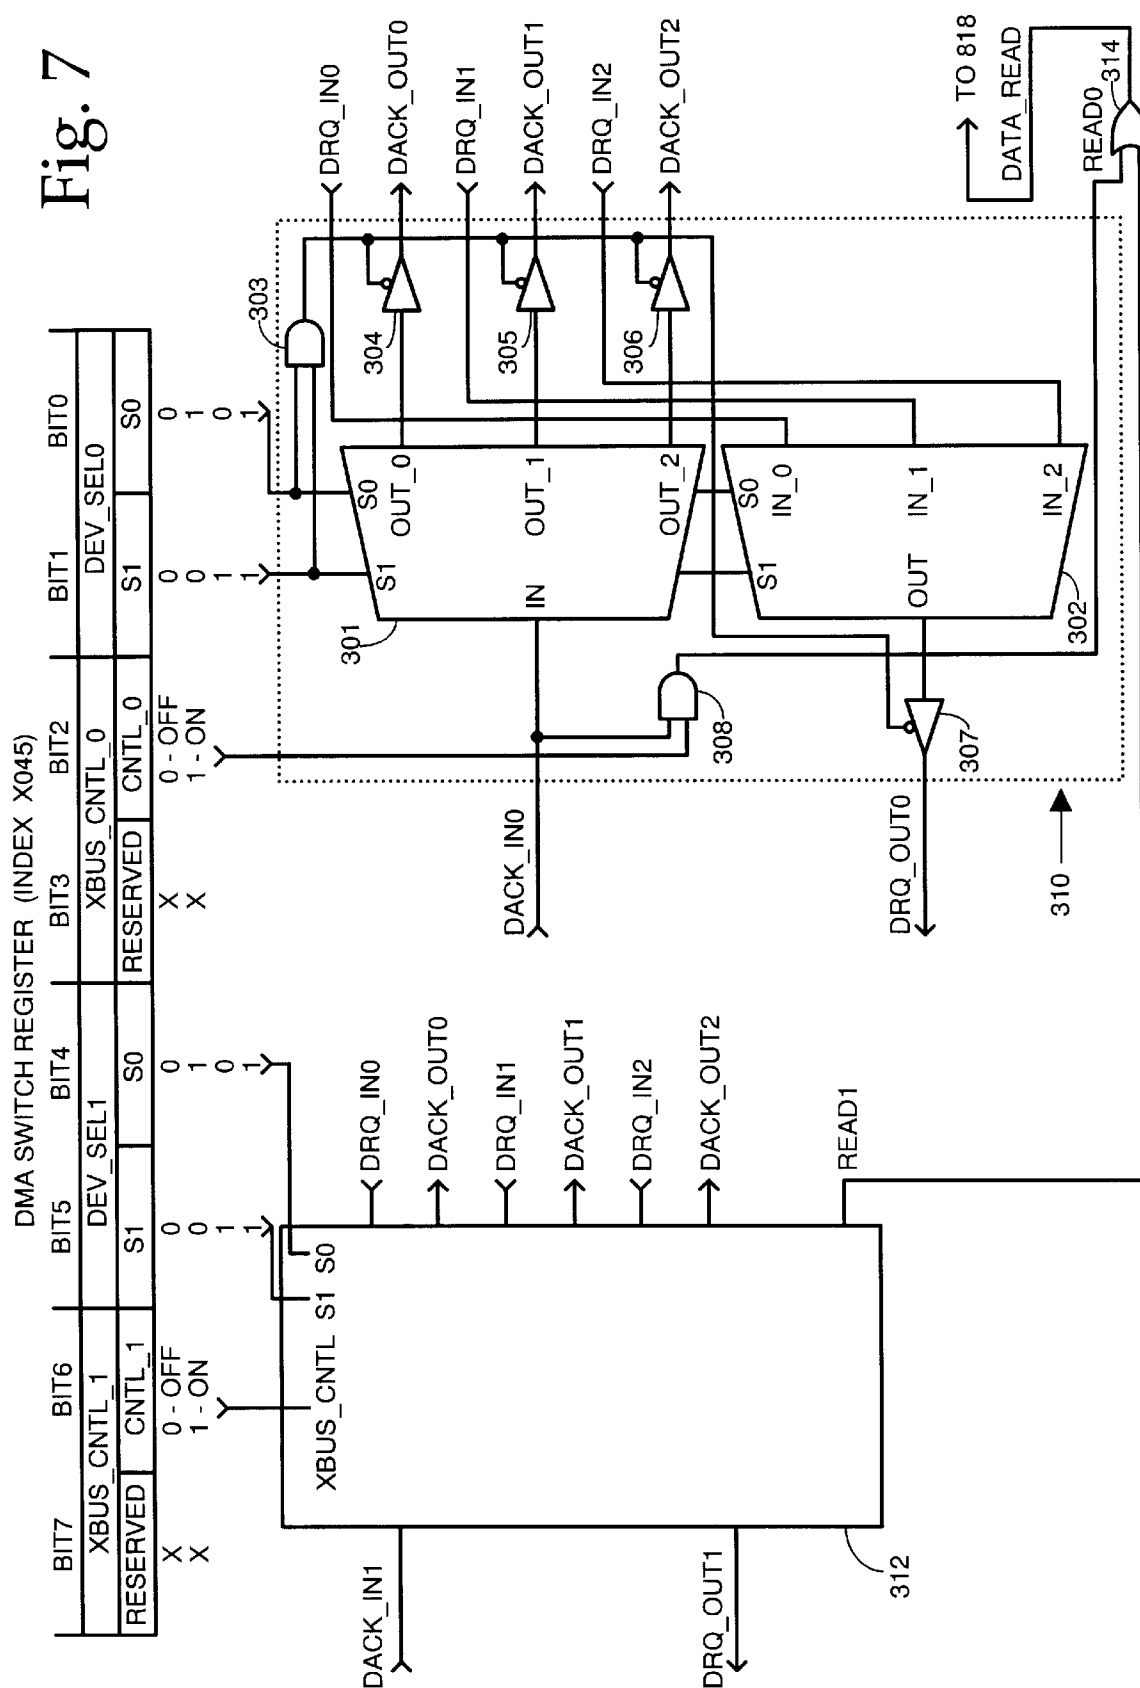 Fig. 7
DMA SWITCH REGISTER (INDEX X045)
BIT7 BIT6 BIT5 BIT4 BIT3 BIT2 BIT1 BIT0
XBUS_CNTL_1 DEV_SEL1 XBUS_CNTL_0 DEV_SEL0
RESERVED CNTL_1 S1 S0 RESERVED CNTL_0 S1 S0
X 0 - OFF 0 0 X 0 - OFF 0 0
X 1 - ON 0 1 X 1 - ON 0 1
1 0 1 0
1 1 1 1
XBUS_CNTL S1 S0
DACK_IN1
DRQ_OUT1
312
DRQ_IN0
DACK_OUT0
DRQ_IN1
DACK_OUT1
DRQ_IN2
DACK_OUT2
READ1
DACK_IN0
DRQ_OUT0
310
303
301
S1 S0
OUT_0
IN OUT_1
OUT_2
304
305
306
308
S1 S0
IN_0
OUT IN_1
IN_2
302
307
DRQ_IN0
DACK_OUT0
DRQ_IN1
DACK_OUT1
DRQ_IN2
DACK_OUT2
TO 818
DATA_READ
READ0
314